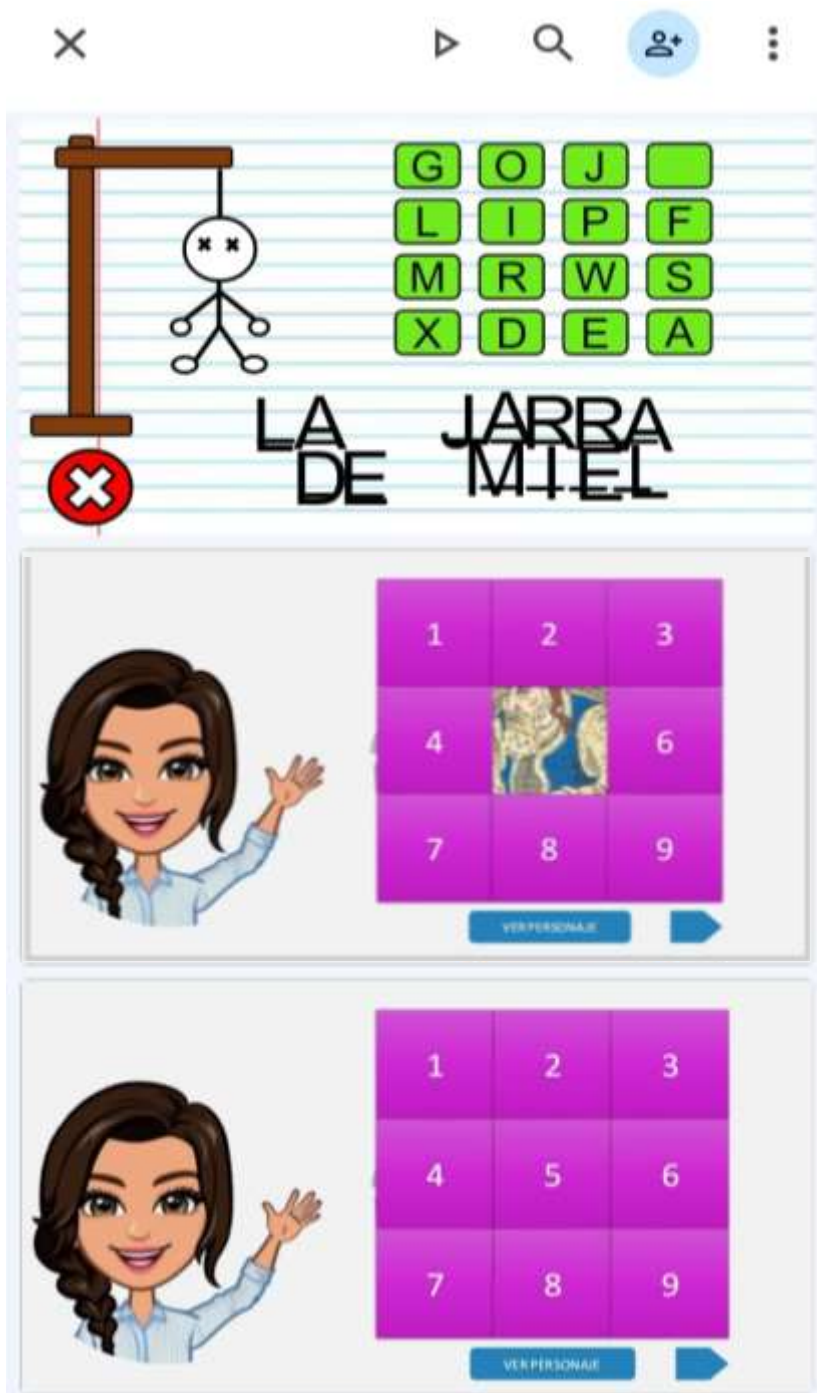 G O J
L I P F
M R W S
X D E A
LA JARRA
DE MIEL
1 2 3
4 6
7 8 9
VER PERSONAJE
1 2 3
4 5 6
7 8 9
VER PERSONAJE